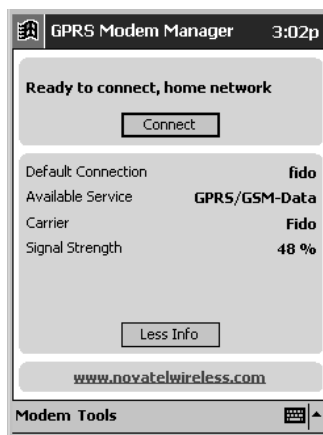 GPRS Modem Manager 3:02p
Ready to connect, home network
Connect
Default Connection fido
Available Service GPRS/GSM-Data
Carrier Fido
Signal Strength 48 %
Less Info
www.novatelwireless.com
Modem Tools